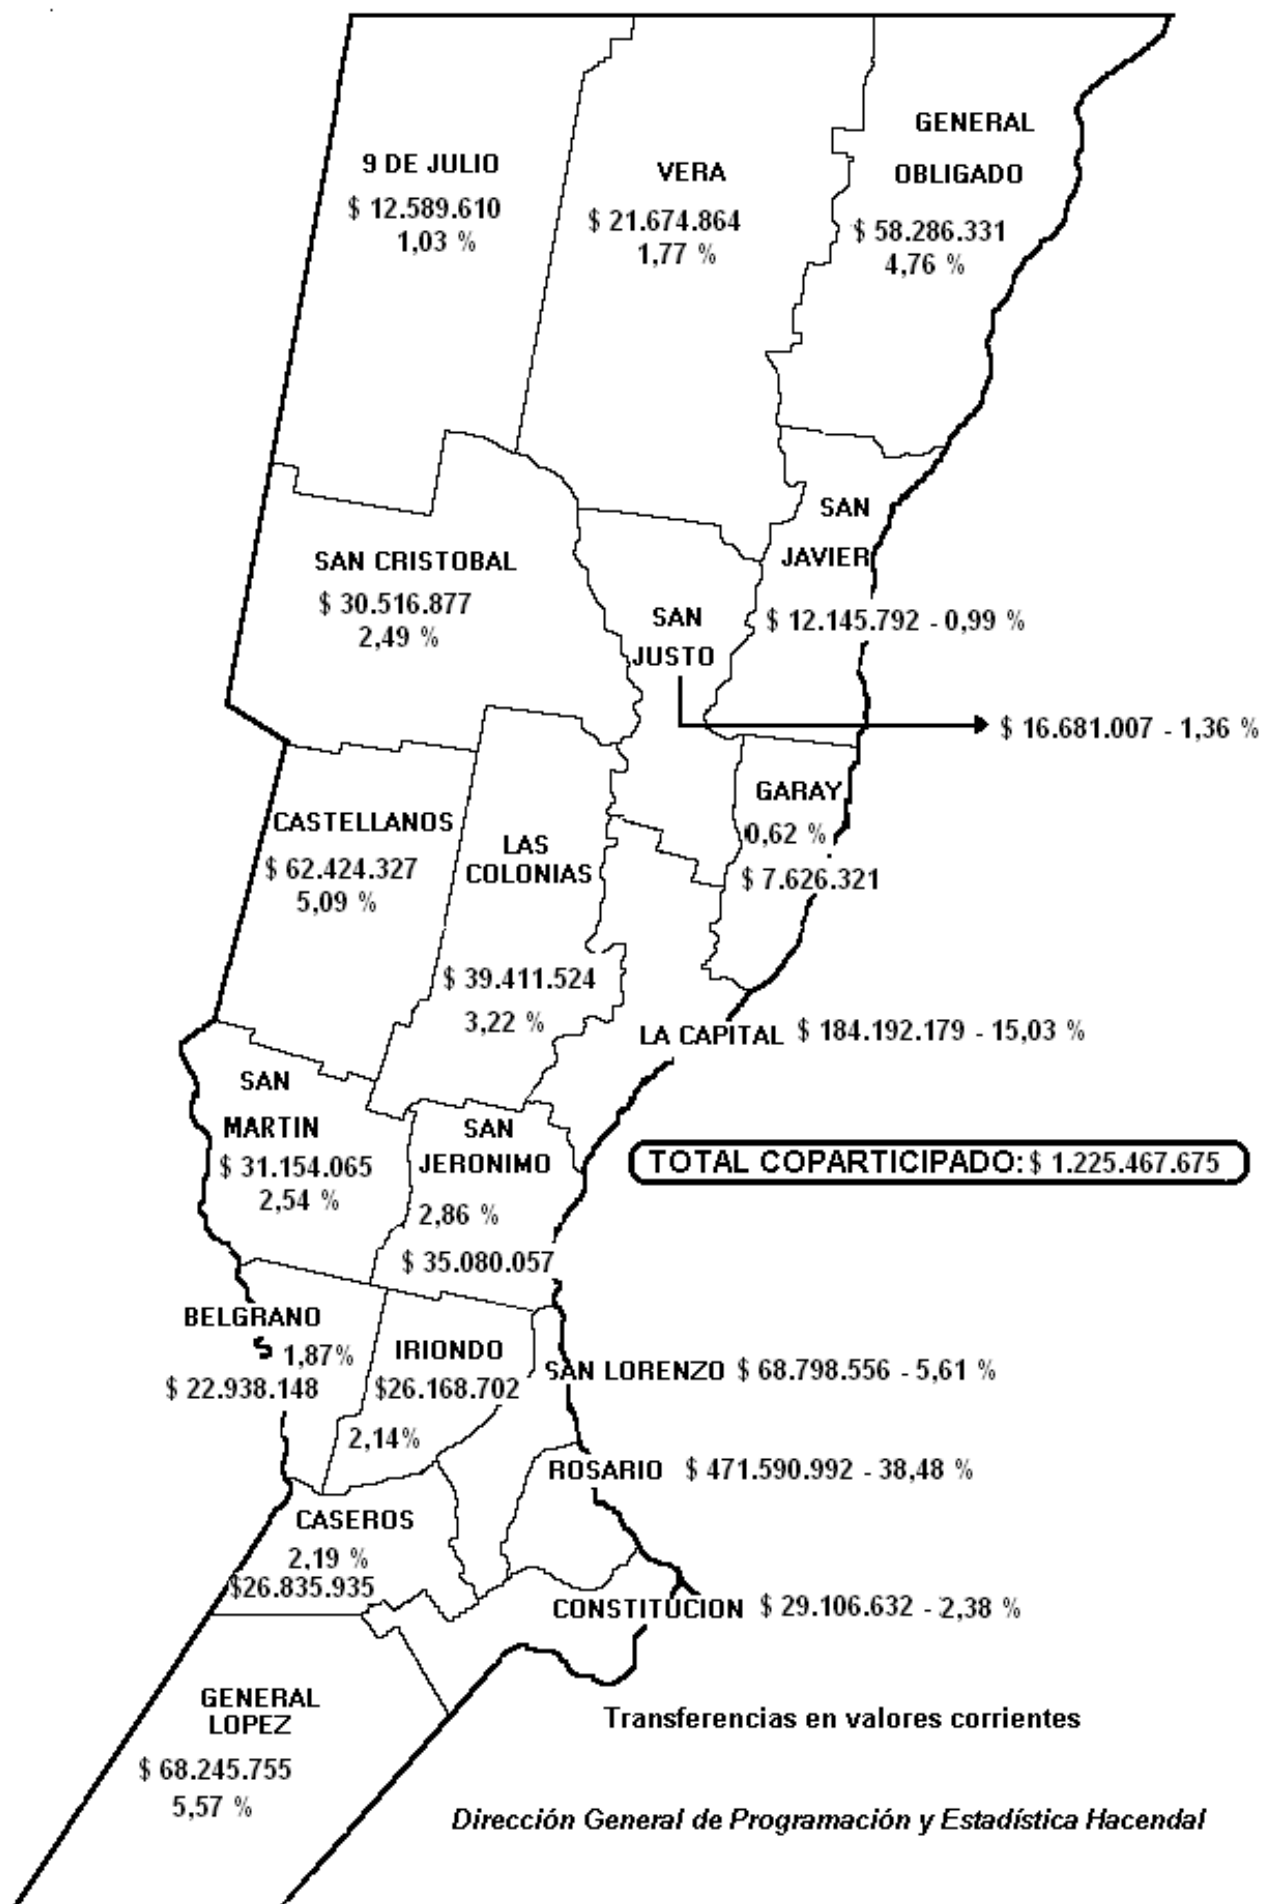 9 DE JULIO
$ 12.589.610
1,03 %
VERA
$ 21.674.864
1,77 %
GENERAL
OBLIGADO
$ 58.286.331
4,76 %
SAN CRISTOBAL
$ 30.516.877
2,49 %
SAN
JAVIER
$ 12.145.792 - 0,99 %
SAN
JUSTO
$ 16.681.007 - 1,36 %
CASTELLANOS
$ 62.424.327
5,09 %
LAS
COLONIAS
$ 39.411.524
3,22 %
GARAY
0,62 %
$ 7.626.321
LA CAPITAL $ 184.192.179 - 15,03 %
SAN
MARTIN
$ 31.154.065
2,54 %
SAN
JERONIMO
2,86 %
$ 35.080.057
TOTAL COPARTICIPADO: $ 1.225.467.675
BELGRANO
1,87%
$ 22.938.148
IRIONDO
$26.168.702
2,14%
SAN LORENZO $ 68.798.556 - 5,61 %
ROSARIO $ 471.590.992 - 38,48 %
CASEROS
2,19 %
$26.835.935
CONSTITUCION $ 29.106.632 - 2,38 %
GENERAL
LOPEZ
$ 68.245.755
5,57 %
Transferencias en valores corrientes
Dirección General de Programación y Estadística Hacendal